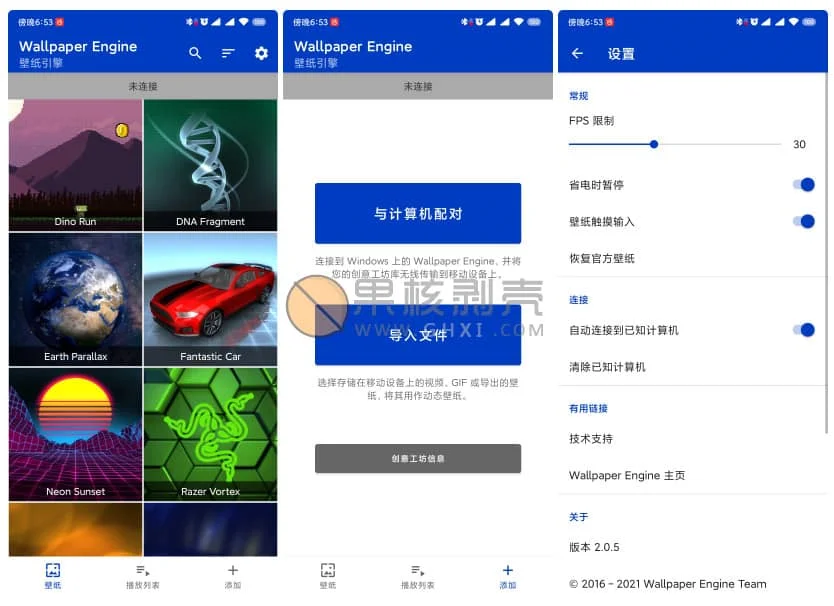 傍晚6:53
Wallpaper Engine
壁纸引擎
未连接
Dino Run
DNA Fragment
Earth Parallax
Fantastic Car
Neon Sunset
Razer Vortex
壁纸
播放列表
添加
傍晚6:53
Wallpaper Engine
壁纸引擎
未连接
与计算机配对
连接到 Windows 上的 Wallpaper Engine，并将
您的创意工坊库无线传输到移动设备上。
果核剥壳
WWW.GHXI.COM
导入文件
选择存储在移动设备上的视频、GIF 或导出的壁
纸，将其用作动态壁纸。
创意工坊信息
壁纸
播放列表
添加
傍晚6:53
设置
常规
FPS 限制
30
省电时暂停
壁纸触摸输入
恢复官方壁纸
连接
自动连接到已知计算机
清除已知计算机
有用链接
技术支持
Wallpaper Engine 主页
关于
版本 2.0.5
© 2016 – 2021 Wallpaper Engine Team